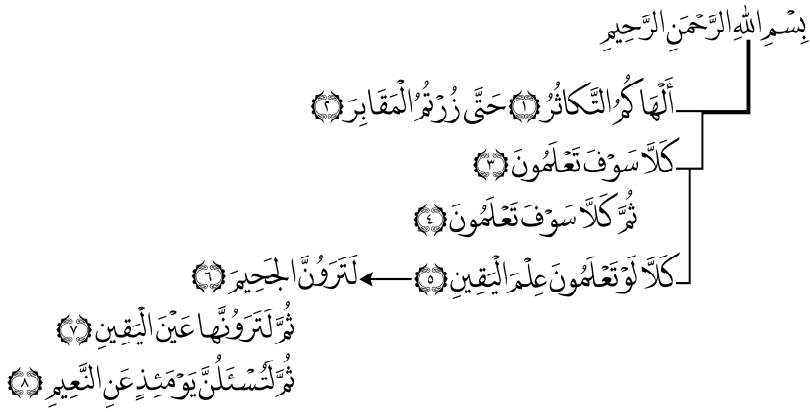 بِسْمِ اللهِ الرَّحْمَنِ الرَّحِيمِ
أَلْهَاكُمُ التَّكَاثُرُ ﴿١﴾ حَتَّى زُرْتُمُ الْمَقَابِرَ ﴿٢﴾
كَلَّا سَوْفَ تَعْلَمُونَ ﴿٣﴾
ثُمَّ كَلَّا سَوْفَ تَعْلَمُونَ ﴿٤﴾
كَلَّا لَوْ تَعْلَمُونَ عِلْمَ الْيَقِينِ ﴿٥﴾ لَتَرَوُنَّ الْجَحِيمَ ﴿٦﴾
ثُمَّ لَتَرَوُنَّهَا عَيْنَ الْيَقِينِ ﴿٧﴾
ثُمَّ لَتُسْئَلُنَّ يَوْمَئِذٍ عَنِ النَّعِيمِ ﴿٨﴾